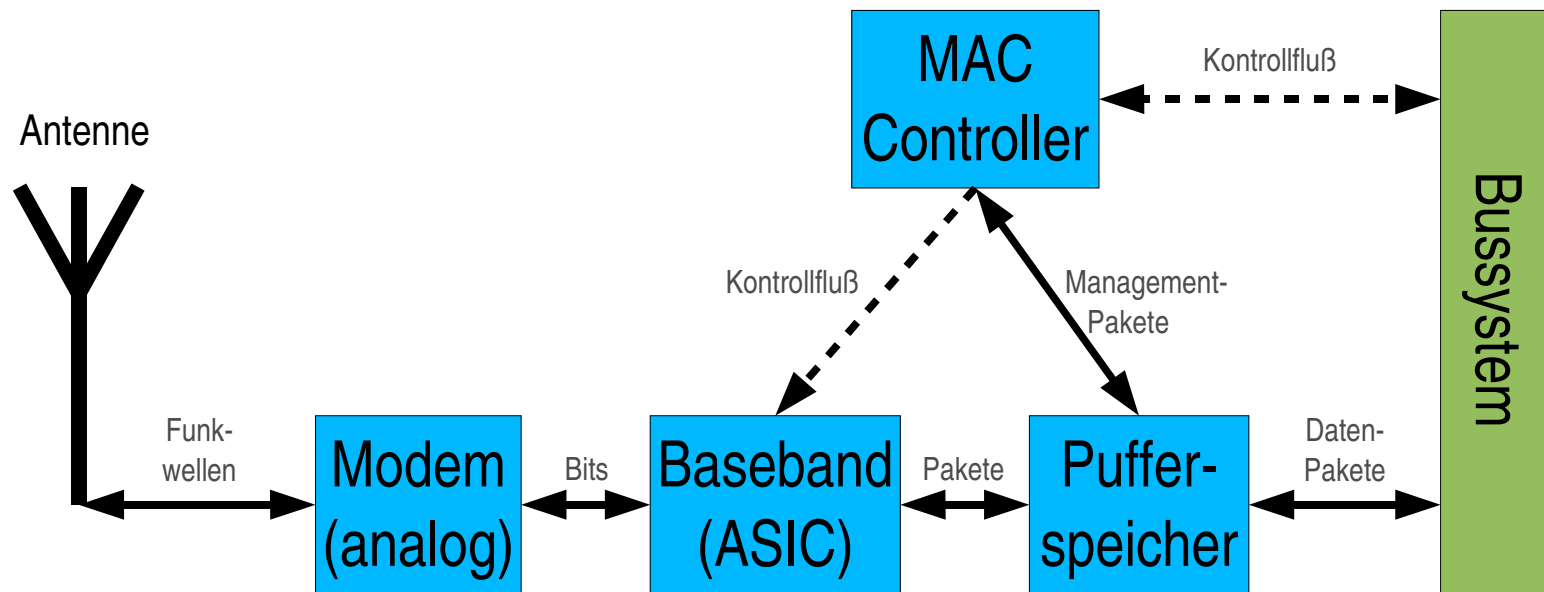 MAC
Controller
Kontrollfluß
Antenne
Bussystem
Kontrollfluß
Management-
Pakete
Funk-
wellen
Modem
(analog)
Bits
Baseband
(ASIC)
Pakete
Puffer-
speicher
Daten-
Pakete